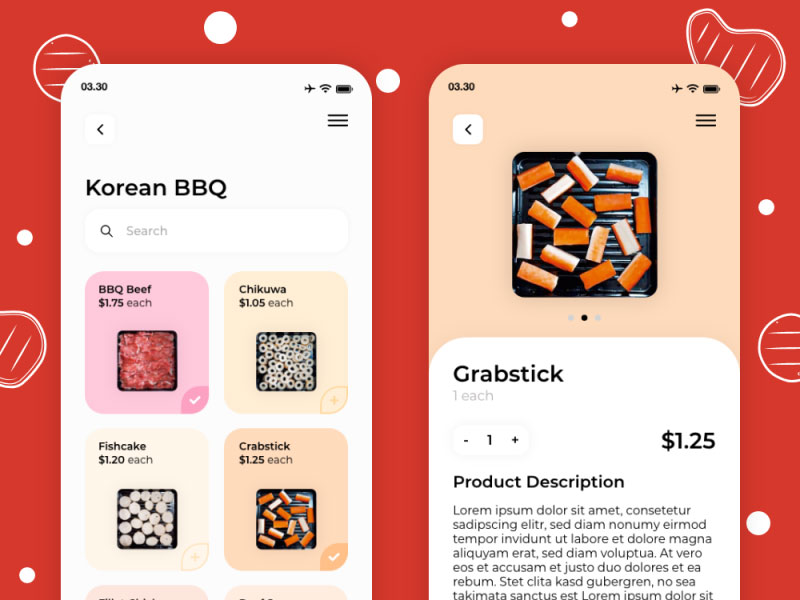 03.30
Korean BBQ
Search
BBQ Beef
$1.75 each
Chikuwa
$1.05 each
Fishcake
$1.20 each
Crabstick
$1.25 each
03.30
Grabstick
1 each
- 1 +
$1.25
Product Description
Lorem ipsum dolor sit amet, consetetur
sadipscing elitr, sed diam nonumy eirmod
tempor invidunt ut labore et dolore magna
aliquyam erat, sed diam voluptua. At vero
eos et accusam et justo duo dolores et ea
rebum. Stet clita kasd gubergren, no sea
takimata sanctus est Lorem ipsum dolor sit